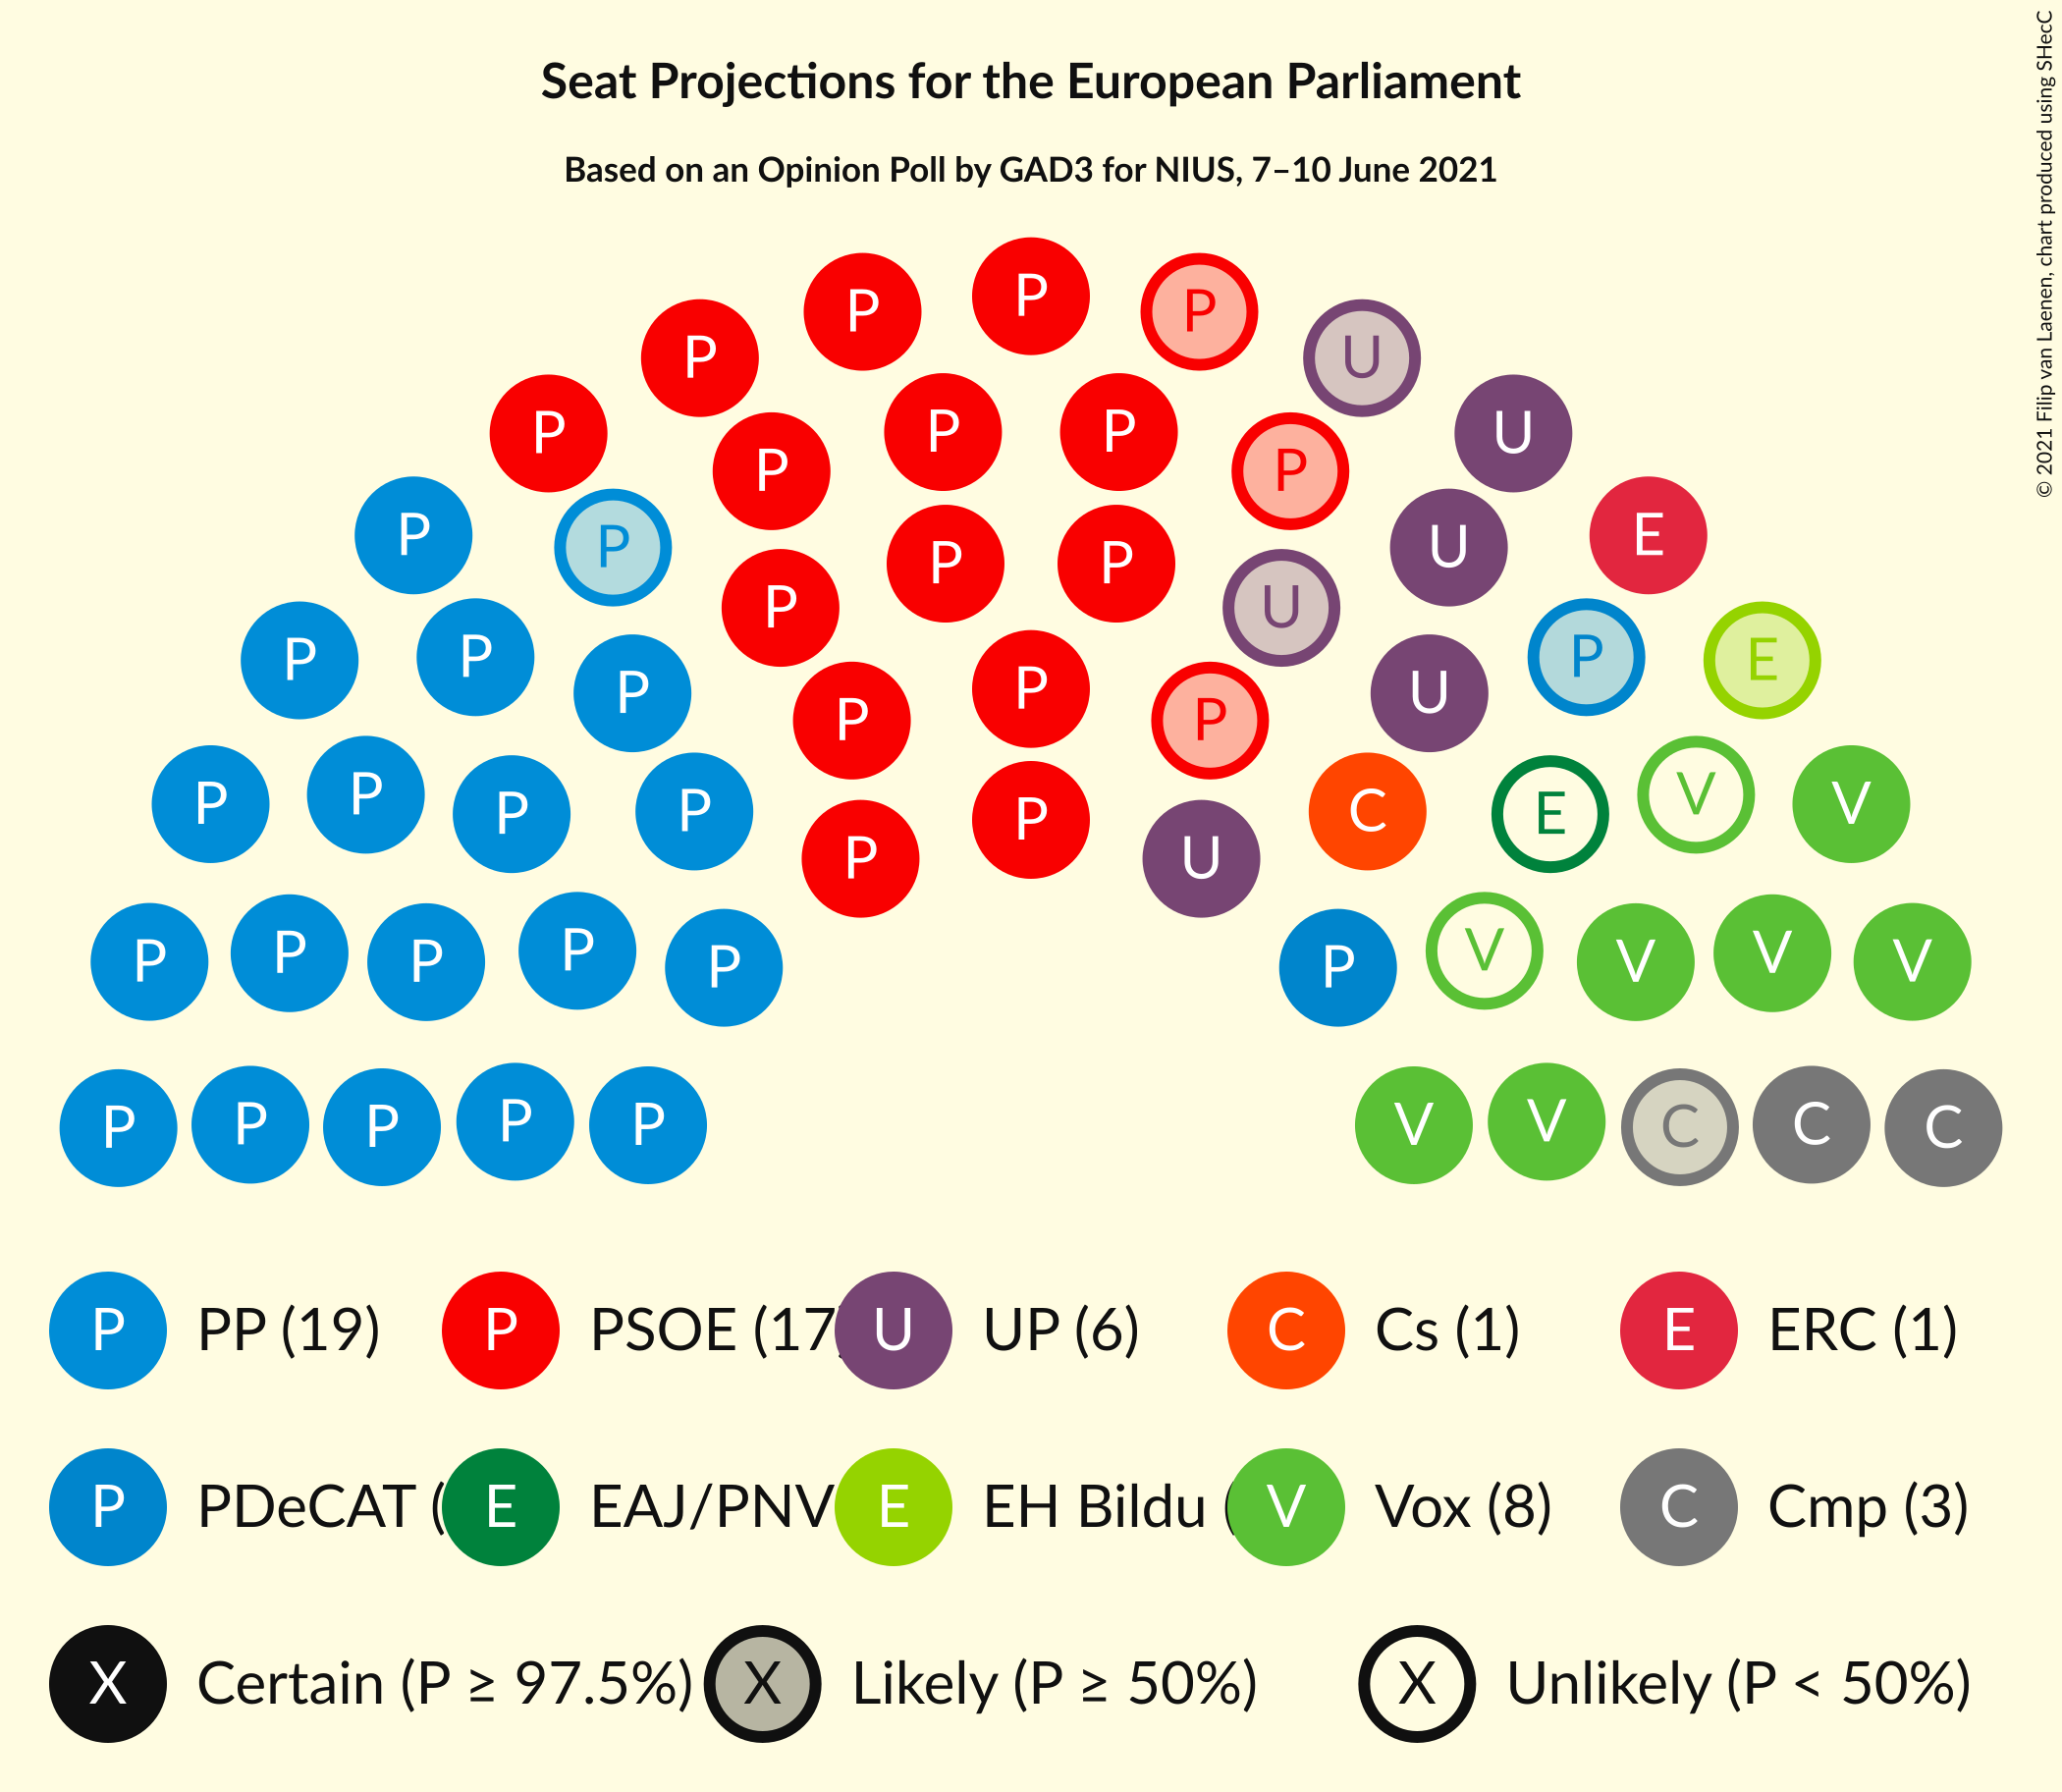 Seat Projections for the European Parliament
Based on an Opinion Poll by GAD3 for NIUS, 7–10 June 2021
© 2021 Filip van Laenen, chart produced using SHecC
P P P U
P P U
P P
P P U
P E
P P P
P P U E
P P P
P P P
P P U
P P P V V
P C E
P P U
P P P P P P V V V V
P P P P P V V C C C
P PP (19) P PSOE (17 U UP (6) C Cs (1) E ERC (1)
P PDeCAT ( E EAJ/PNV E EH Bildu ( V Vox (8) C Cmp (3)
X Certain (P ≥ 97.5%) X Likely (P ≥ 50%) X Unlikely (P < 50%)